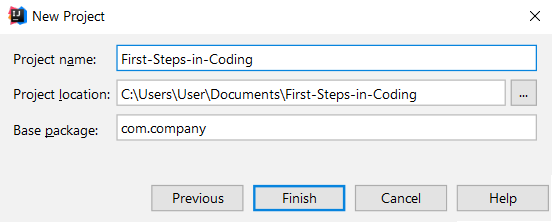 New Project
Project name: First-Steps-in-Coding
Project location: C:\Users\User\Documents\First-Steps-in-Coding ...
Base package: com.company
Previous Finish Cancel Help